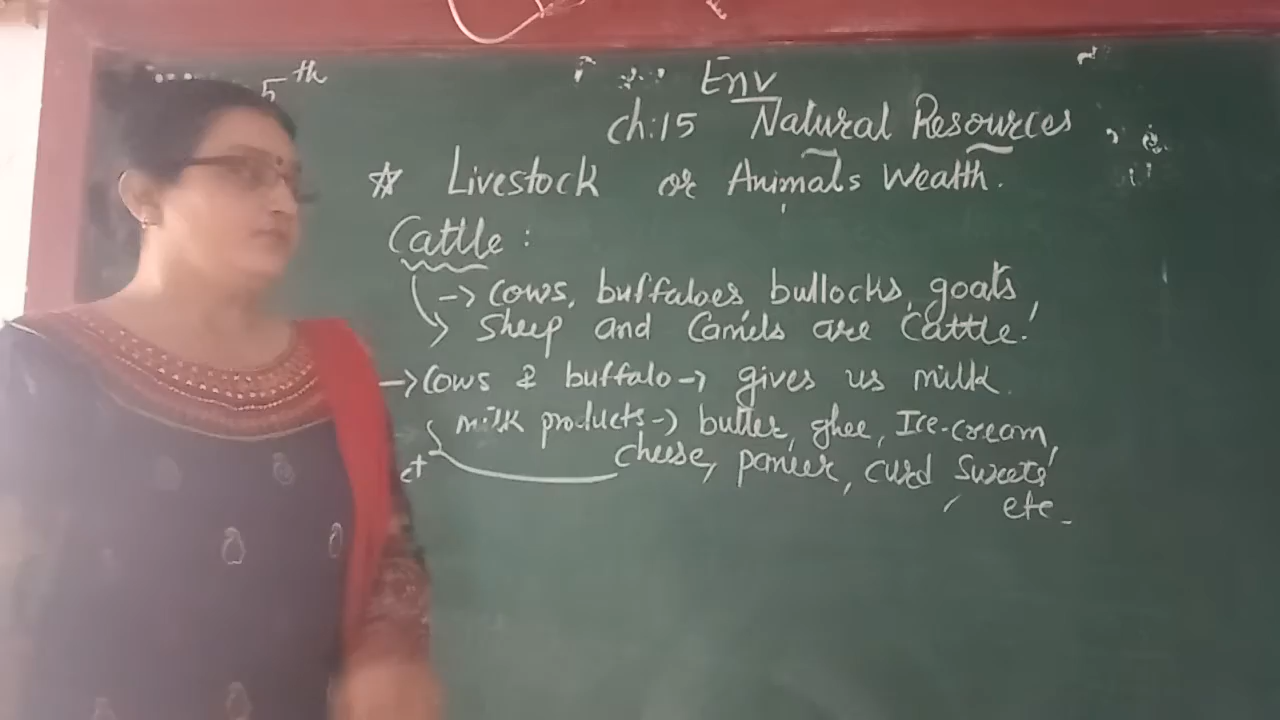 5th
Env
ch:15 Natural Resources
☆ Livestock or Animals Wealth.
Cattle :
-> Cows, buffaloes, bullocks, goats,
> Sheep and Camels are Cattle.
-> Cows & buffalo -> gives us milk.
milk products -> butter, ghee, Ice-cream,
cheese, paneer, curd, Sweets
etc